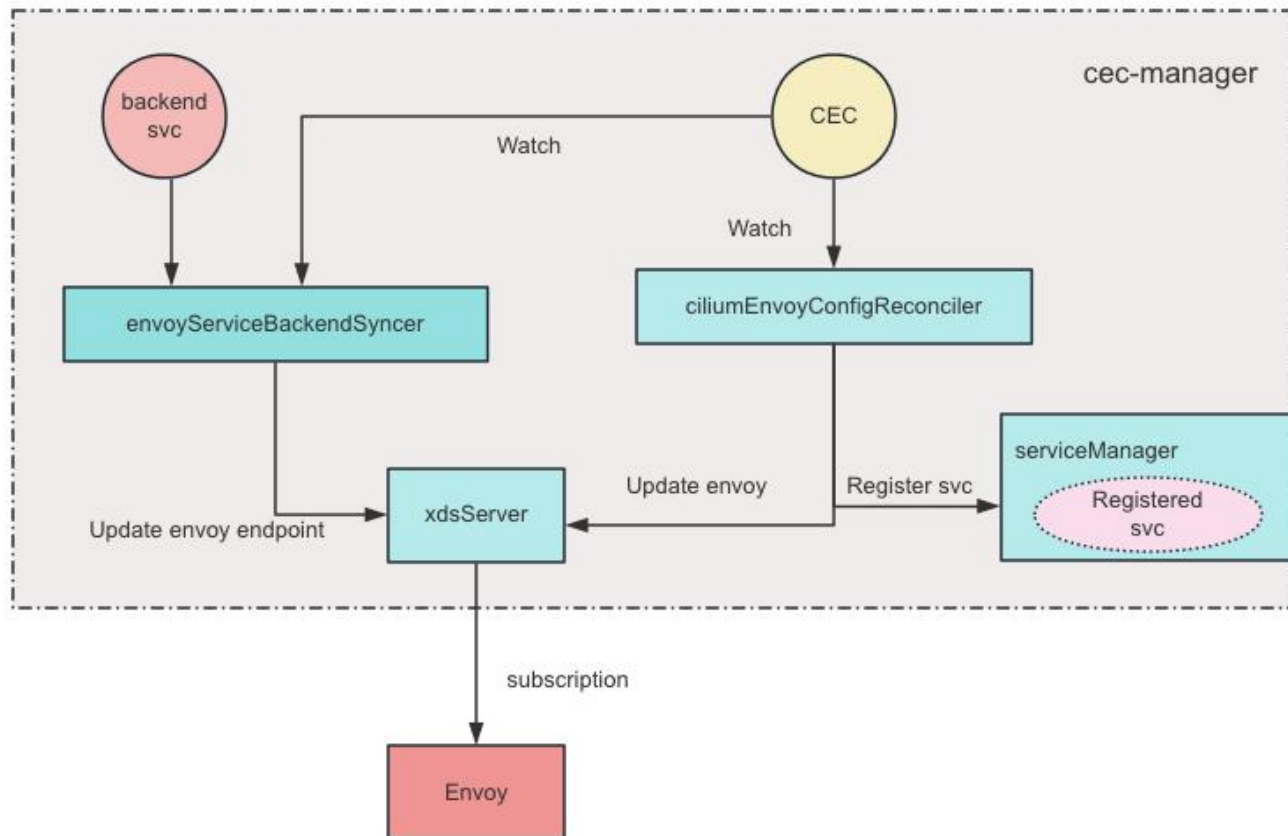 cec-manager
backend
svc
CEC
Watch
Watch
envoyServiceBackendSyncer
ciliumEnvoyConfigReconciler
serviceManager
Registered
svc
Update envoy
Register svc
xdsServer
Update envoy endpoint
subscription
Envoy